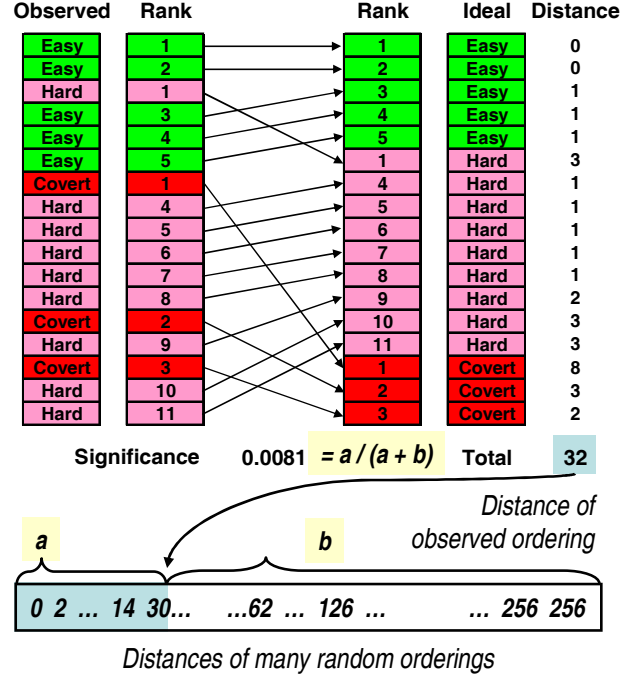 Observed Rank Rank Ideal Distance
Easy 1 1 Easy 0
Easy 2 2 Easy 0
Hard 1 3 Easy 1
Easy 3 4 Easy 1
Easy 4 5 Easy 1
Easy 5 1 Hard 3
Covert 1 4 Hard 1
Hard 4 5 Hard 1
Hard 5 6 Hard 1
Hard 6 7 Hard 1
Hard 7 8 Hard 1
Hard 8 9 Hard 2
Covert 2 10 Hard 3
Hard 9 11 Hard 3
Covert 3 1 Covert 8
Hard 10 2 Covert 3
Hard 11 3 Covert 2
Significance 0.0081 = a / (a + b) Total 32
Distance of
observed ordering
a b
0 2 ... 14 30... ...62 ... 126 ... ... 256 256
Distances of many random orderings